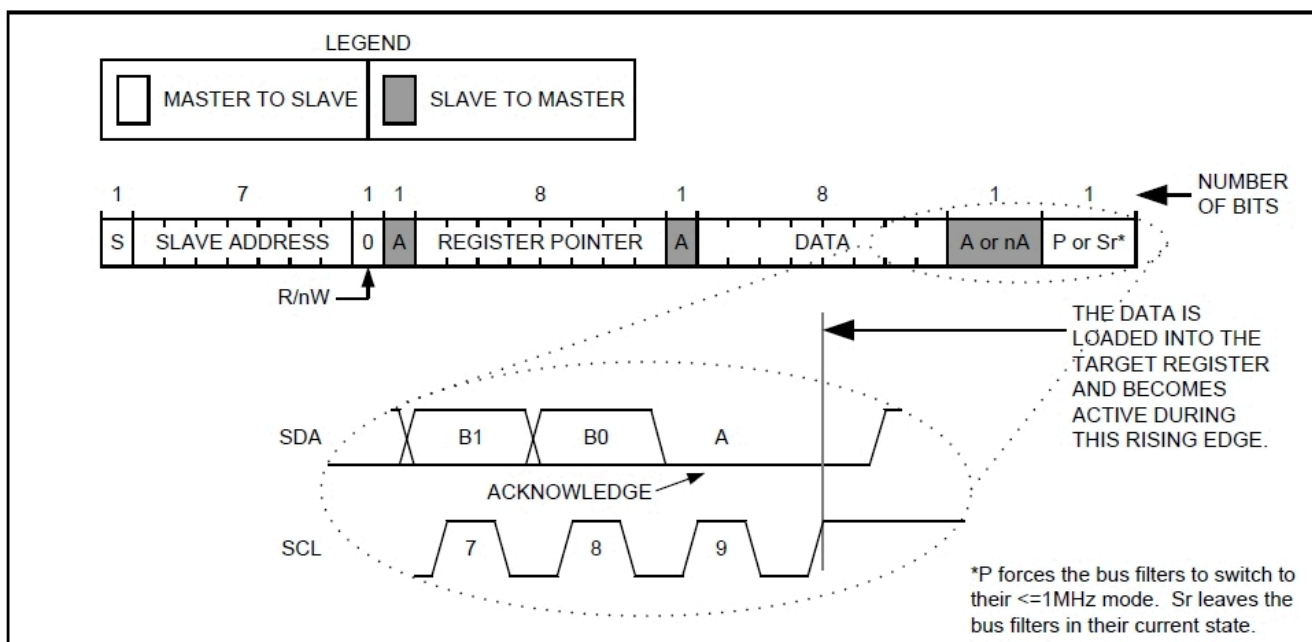 LEGEND
MASTER TO SLAVE
SLAVE TO MASTER
1 7 1 1 8 1 8 1 1
NUMBER
OF BITS
S SLAVE ADDRESS 0 A REGISTER POINTER A DATA A or nA P or Sr*
R/nW
THE DATA IS
LOADED INTO THE
TARGET REGISTER
AND BECOMES
ACTIVE DURING
THIS RISING EDGE.
SDA B1 B0 A
ACKNOWLEDGE
SCL 7 8 9
*P forces the bus filters to switch to
their <=1MHz mode. Sr leaves the
bus filters in their current state.